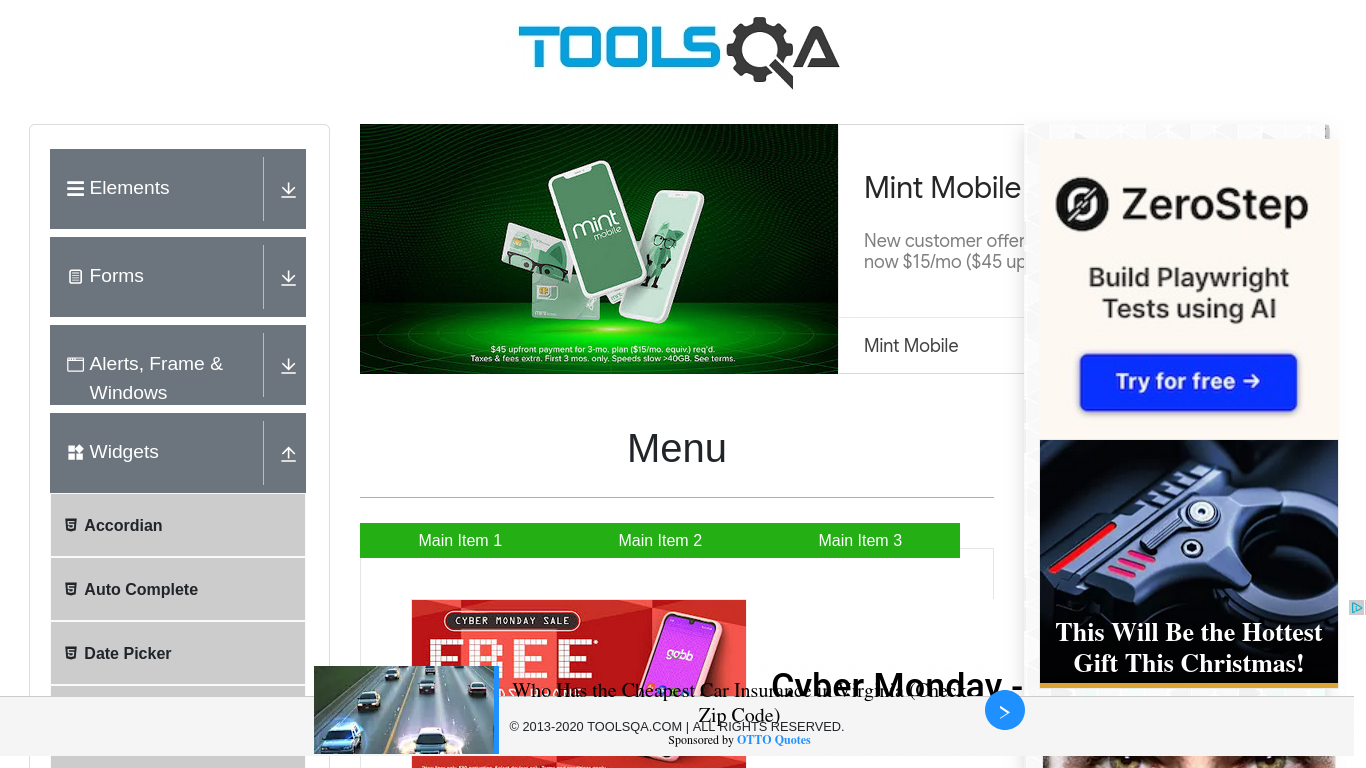 TOOLSQA
Elements
Forms
Alerts, Frame &
Windows
Widgets
Accordian
Auto Complete
Date Picker
mint
mobile
mint
$45 upfront payment for 3-mo. plan ($15/mo. equiv.) req'd.
Taxes & fees extra. First 3 mos. only. Speeds slow >40GB. See terms.
Mint Mobile
New customer offer
now $15/mo ($45 up
Mint Mobile
Menu
Main Item 1
Main Item 2
Main Item 3
CYBER MONDAY SALE
FREE
gobb
Cyber Monday -
Who Has the Cheapest Car Insurance in Virginia (Check
Zip Code)
© 2013-2020 TOOLSQA.COM | ALL RIGHTS RESERVED.
Sponsored by OTTO Quotes
ZeroStep
Build Playwright
Tests using AI
Try for free →
This Will Be the Hottest
Gift This Christmas!